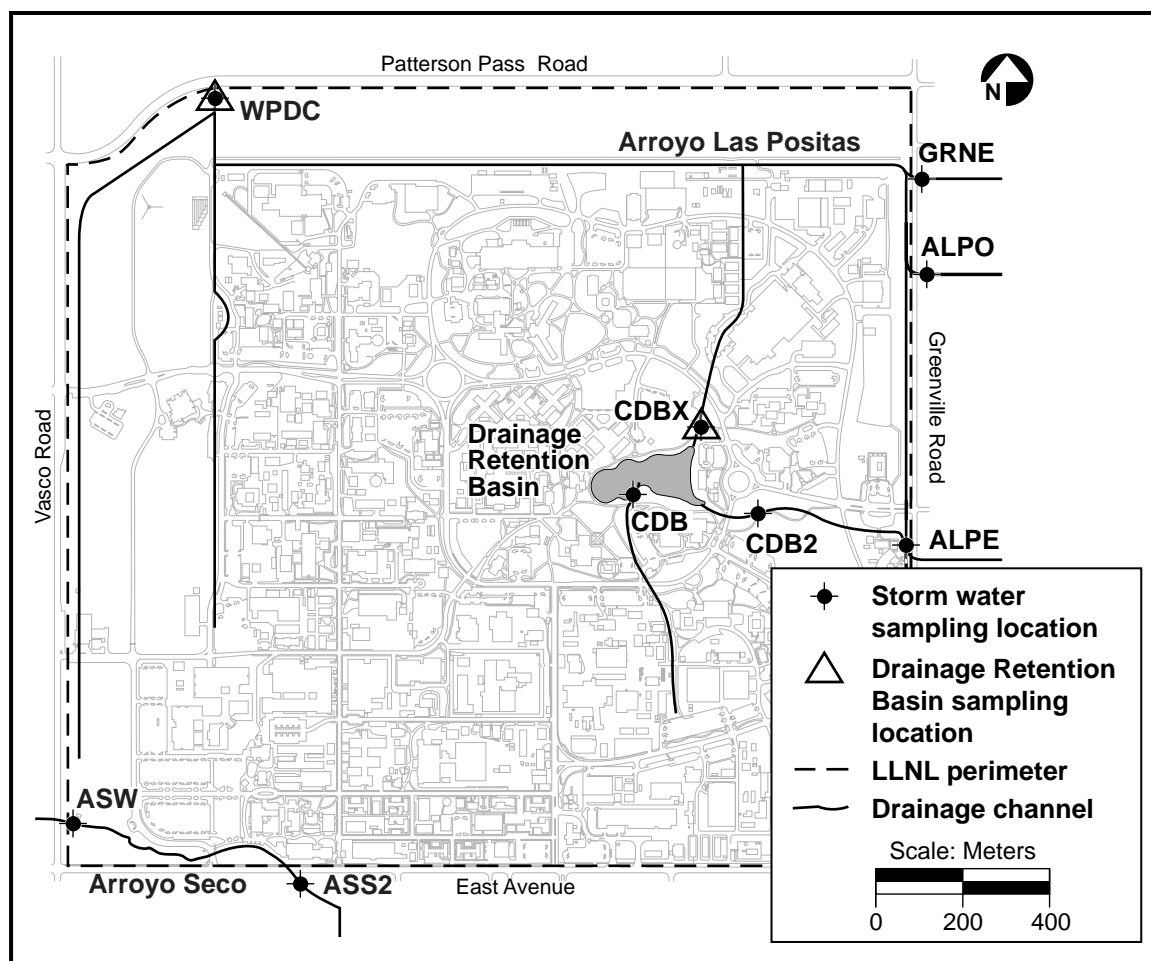 Patterson Pass Road
N
WPDC
Arroyo Las Positas
GRNE
ALPO
Greenville Road
Vasco Road
CDBX
Drainage
Retention
Basin
CDB
CDB2
ALPE
Storm water
sampling location
Drainage Retention
Basin sampling
location
LLNL perimeter
Drainage channel
Scale: Meters
0 200 400
ASW
Arroyo Seco
ASS2
East Avenue